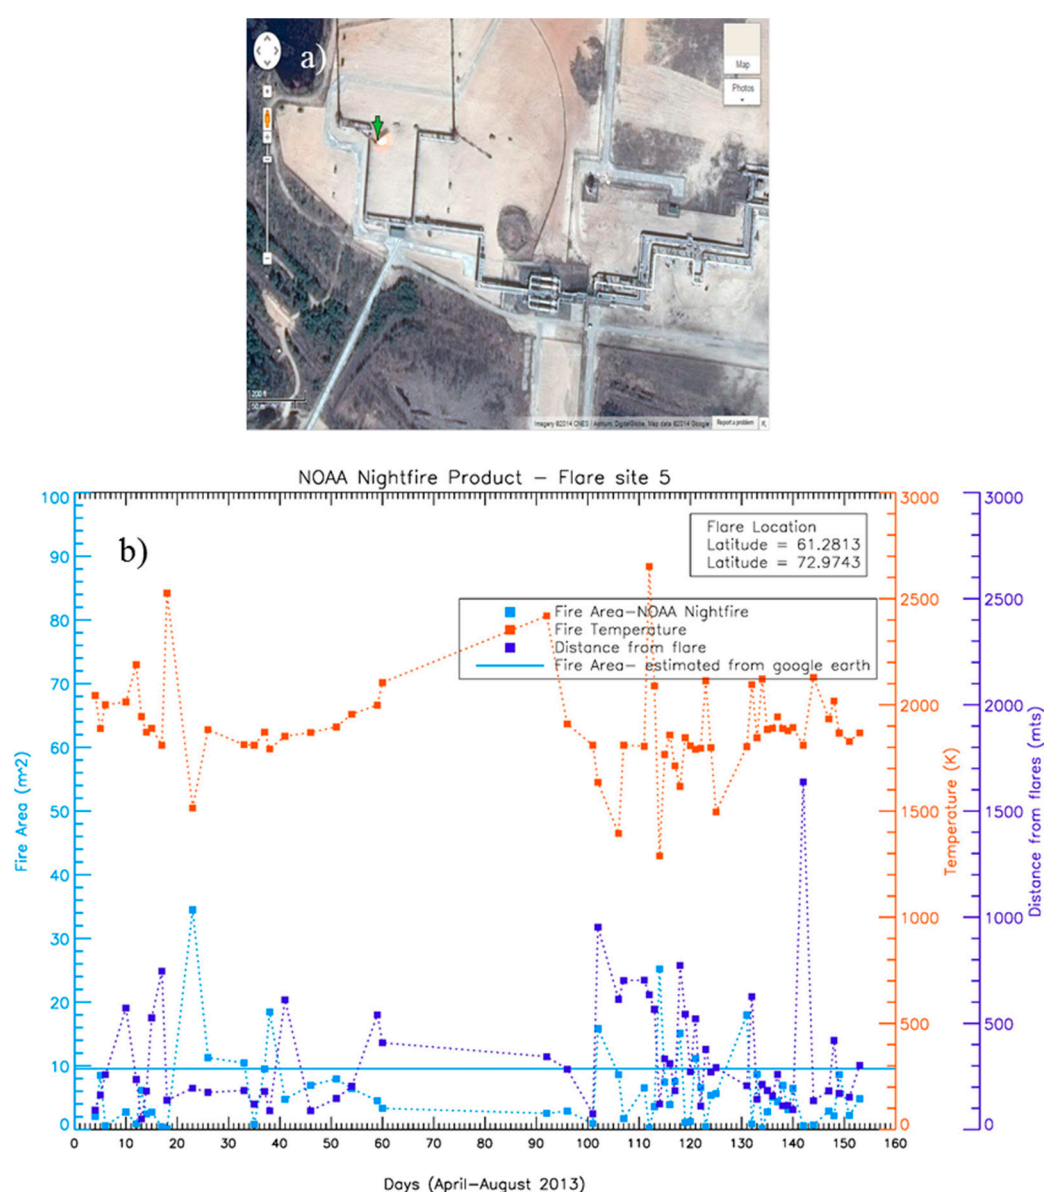 a)
Map
Photos
200 ft
50 m
Imagery ©2014 CNES / Astrium, DigitalGlobe, Map data ©2014 Google
Report a problem
NOAA Nightfire Product – Flare site 5
b)
Flare Location
Latitude = 61.2813
Latitude = 72.9743
Fire Area–NOAA Nightfire
Fire Temperature
Distance from flare
Fire Area– estimated from google earth
100
90
80
70
60
50
40
30
20
10
0
Fire Area (m^2)
3000
2500
2000
1500
1000
500
0
Temperature (K)
3000
2500
2000
1500
1000
500
0
Distance from flares (mts)
0 10 20 30 40 50 60 70 80 90 100 110 120 130 140 150 160
Days (April–August 2013)